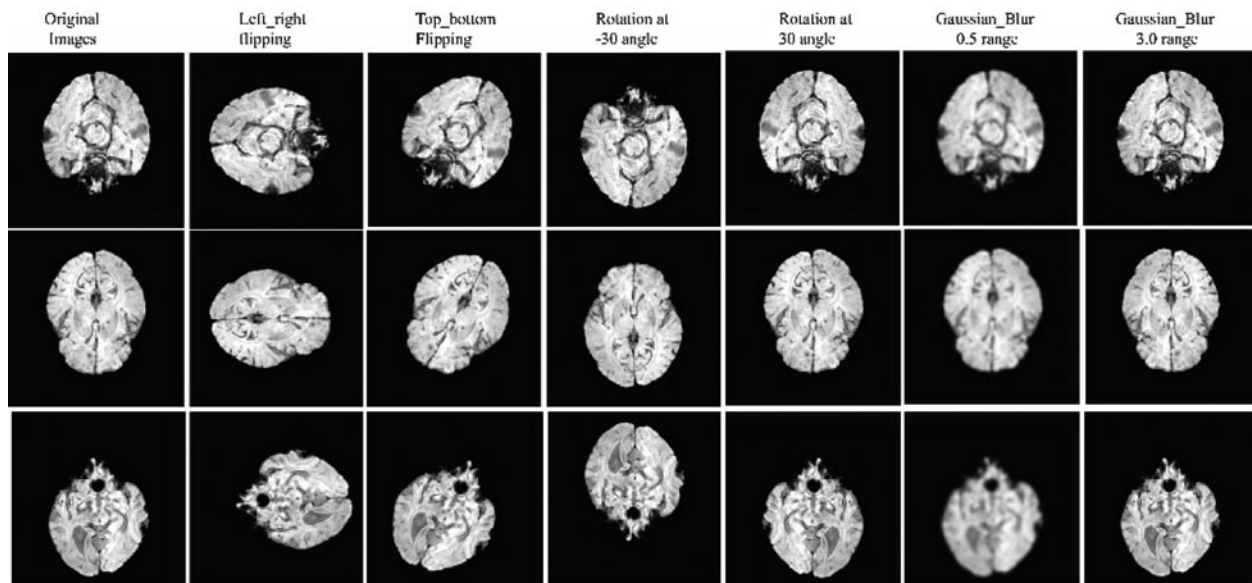 Original
Images
Left_right
flipping
Top_bottom
Flipping
Rotation at
-30 angle
Rotation at
30 angle
Gaussian_Blur
0.5 range
Gaussian_Blur
3.0 range